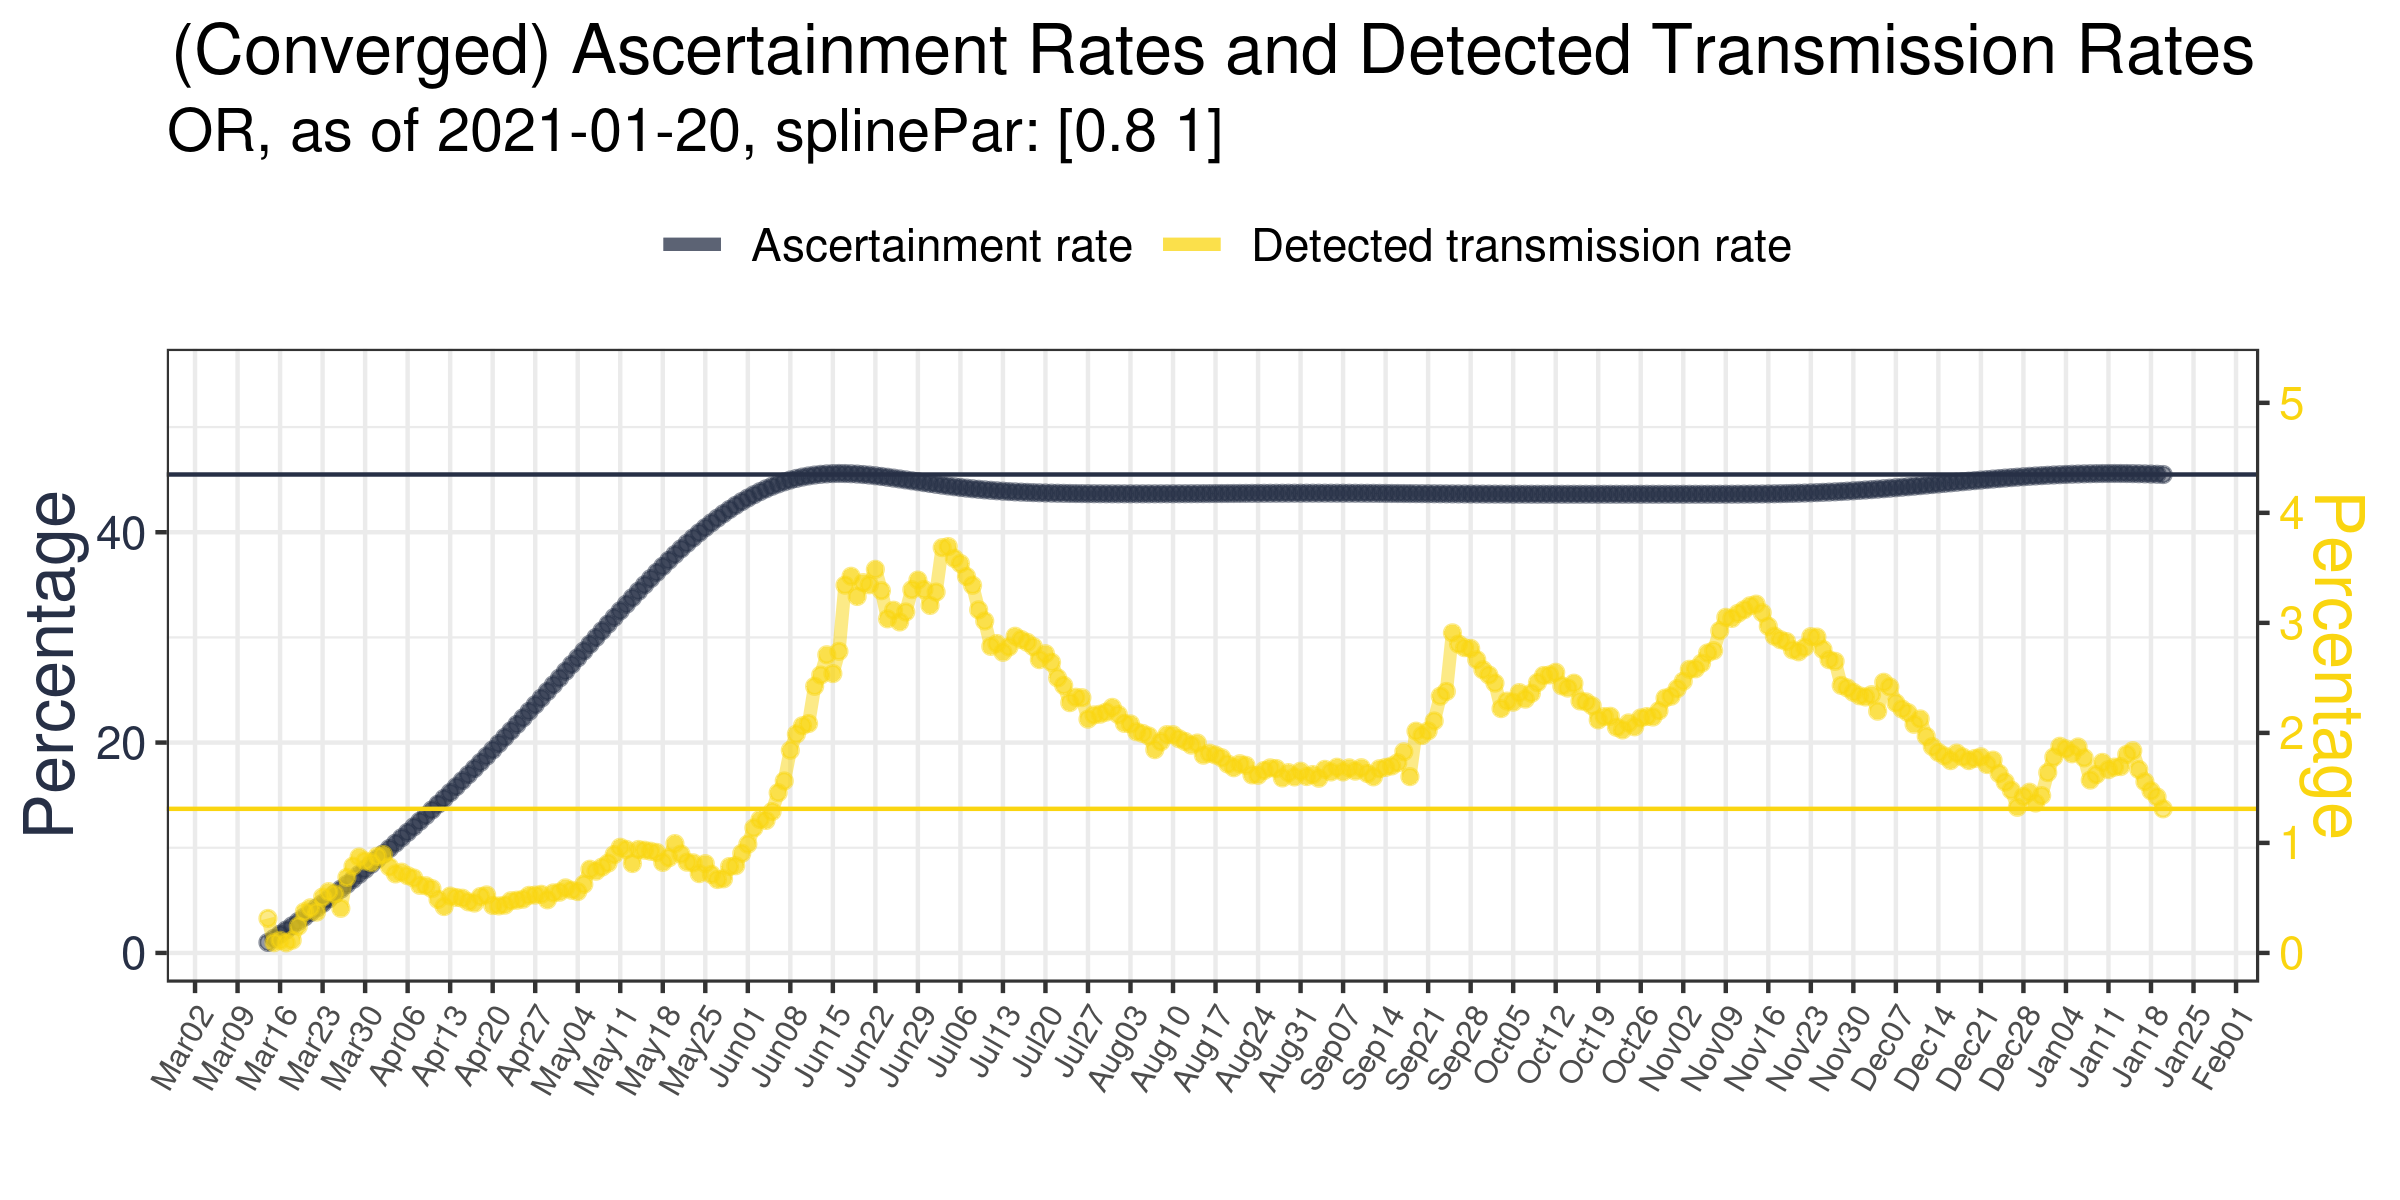 (Converged) Ascertainment Rates and Detected Transmission Rates
OR, as of 2021-01-20, splinePar: [0.8 1]
Ascertainment rate
Detected transmission rate
Percentage
40
20
0
5
4
3
2
1
0
Percentage
Mar02
Mar09
Mar16
Mar23
Mar30
Apr06
Apr13
Apr20
Apr27
May04
May11
May18
May25
Jun01
Jun08
Jun15
Jun22
Jun29
Jul06
Jul13
Jul20
Jul27
Aug03
Aug10
Aug17
Aug24
Aug31
Sep07
Sep14
Sep21
Sep28
Oct05
Oct12
Oct19
Oct26
Nov02
Nov09
Nov16
Nov23
Nov30
Dec07
Dec14
Dec21
Dec28
Jan04
Jan11
Jan18
Jan25
Feb01